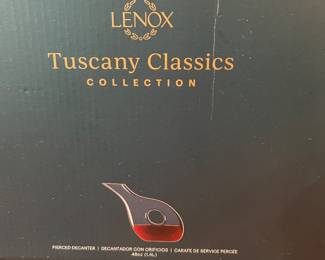 LENOX
Tuscany Classics
COLLECTION
PIERCED DECANTER | DECANTADOR CON ORIFICIOS | CARAFE DE SERVICE PERCÉE
48oz (1.4L)